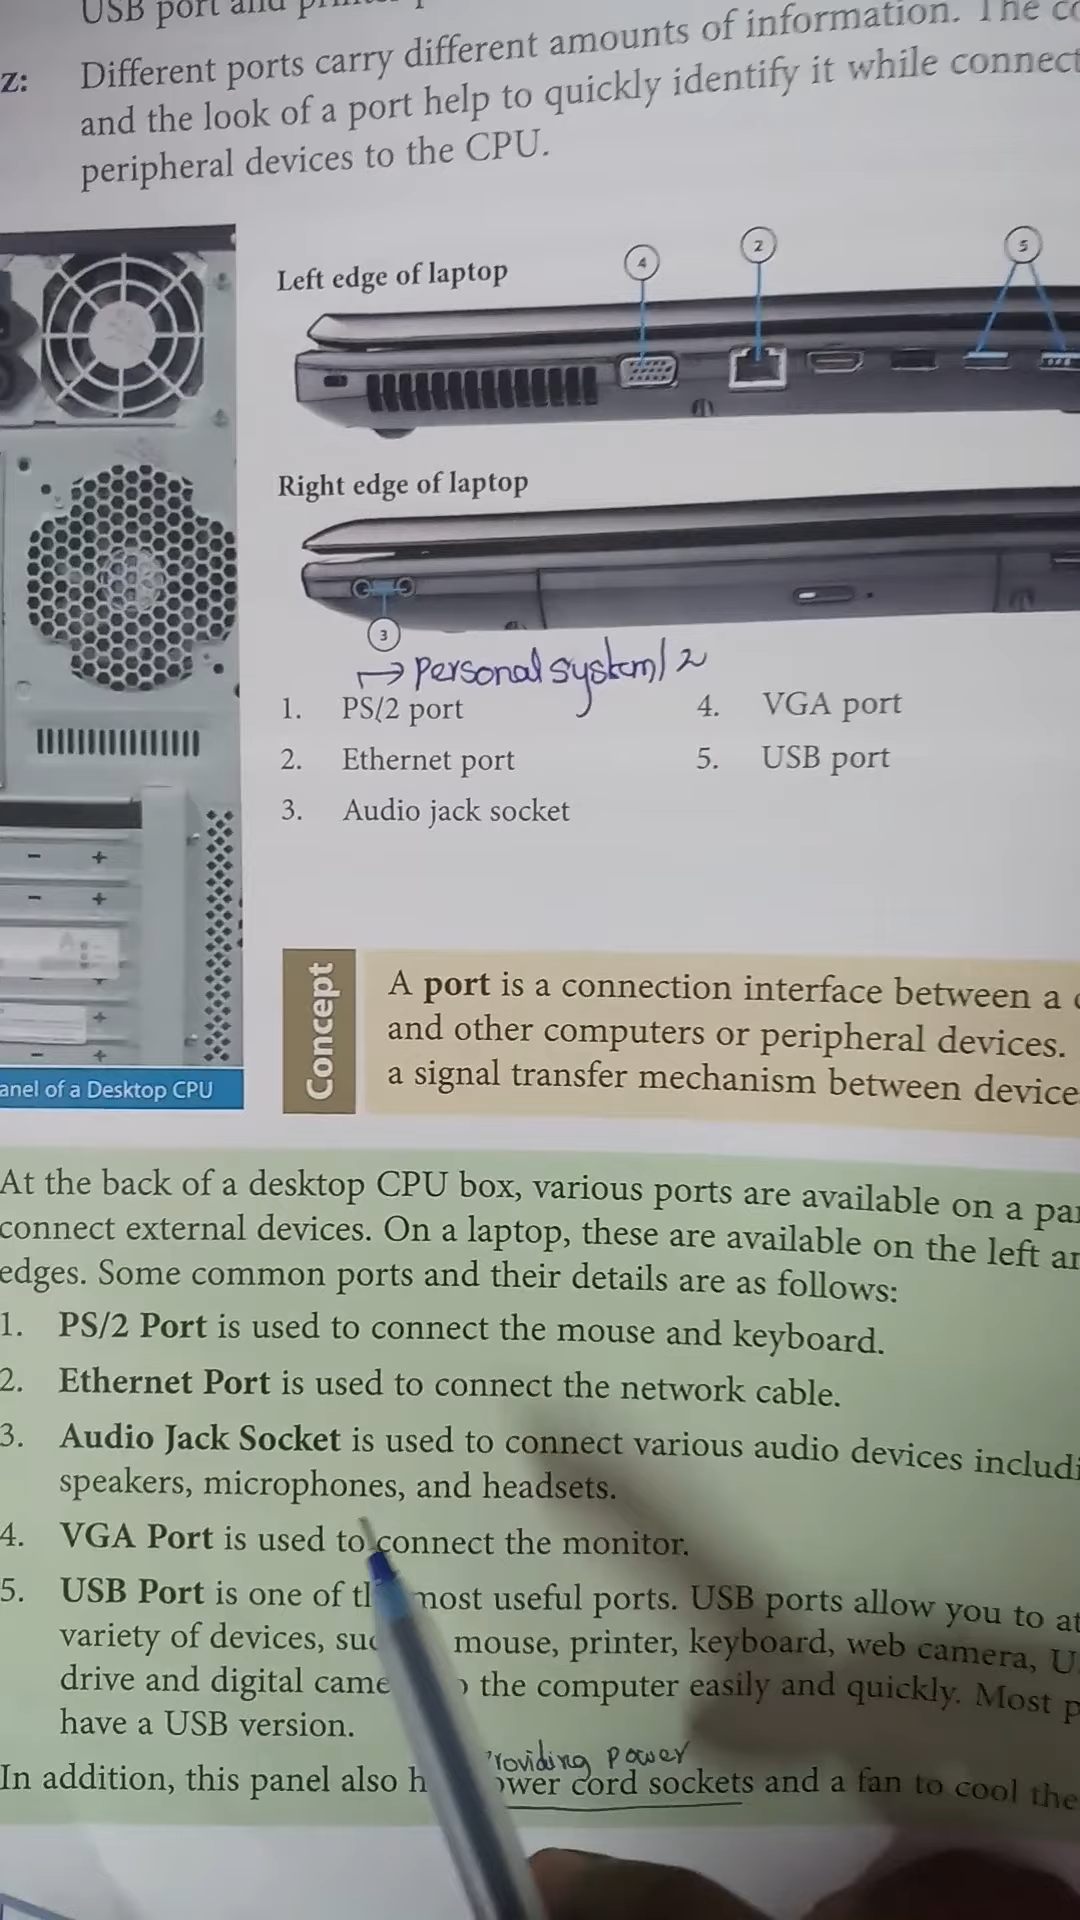 USB port and
z: Different ports carry different amounts of information. The
and the look of a port help to quickly identify it while connect
peripheral devices to the CPU.
Left edge of laptop
4
2
5
Right edge of laptop
3
→ Personal system/2
1. PS/2 port
2. Ethernet port
3. Audio jack socket
4. VGA port
5. USB port
anel of a Desktop CPU
Concept
A port is a connection interface between a
and other computers or peripheral devices.
a signal transfer mechanism between device
At the back of a desktop CPU box, various ports are available on a
connect external devices. On a laptop, these are available on the left
edges. Some common ports and their details are as follows:
1. PS/2 Port is used to connect the mouse and keyboard.
2. Ethernet Port is used to connect the network cable.
3. Audio Jack Socket is used to connect various audio devices includi
speakers, microphones, and headsets.
4. VGA Port is used to connect the monitor.
5. USB Port is one of most useful ports. USB ports allow you to
variety of devices, mouse, printer, keyboard, web camera, U
drive and digital came the computer easily and quickly. Most
have a USB version.
roviding power
In addition, this panel also ower cord sockets and a fan to cool the